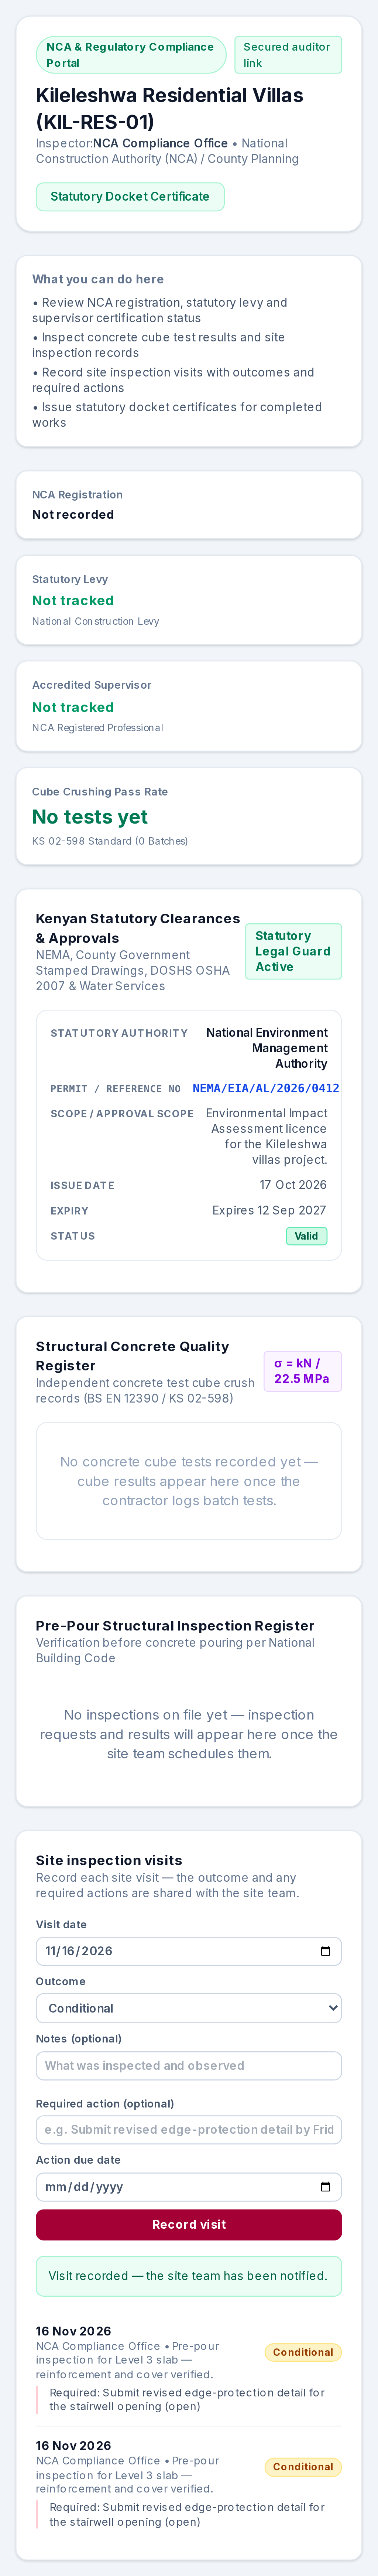 NCA & Regulatory Compliance
Portal
Secured auditor
link
Kileleshwa Residential Villas
(KIL-RES-01)
Inspector:NCA Compliance Office • National
Construction Authority (NCA) / County Planning
Statutory Docket Certificate
What you can do here
• Review NCA registration, statutory levy and
supervisor certification status
• Inspect concrete cube test results and site
inspection records
• Record site inspection visits with outcomes and
required actions
• Issue statutory docket certificates for completed
works
NCA Registration
Not recorded
Statutory Levy
Not tracked
National Construction Levy
Accredited Supervisor
Not tracked
NCA Registered Professional
Cube Crushing Pass Rate
No tests yet
KS 02-598 Standard (0 Batches)
Kenyan Statutory Clearances
& Approvals
NEMA, County Government
Stamped Drawings, DOSHS OSHA
2007 & Water Services
Statutory
Legal Guard
Active
STATUTORY AUTHORITY
National Environment
Management
Authority
PERMIT / REFERENCE NO
NEMA/EIA/AL/2026/0412
SCOPE / APPROVAL SCOPE
Environmental Impact
Assessment licence
for the Kileleshwa
villas project.
ISSUE DATE
17 Oct 2026
EXPIRY
Expires 12 Sep 2027
STATUS
Valid
Structural Concrete Quality
Register
Independent concrete test cube crush
records (BS EN 12390 / KS 02-598)
σ = kN /
22.5 MPa
No concrete cube tests recorded yet —
cube results appear here once the
contractor logs batch tests.
Pre-Pour Structural Inspection Register
Verification before concrete pouring per National
Building Code
No inspections on file yet — inspection
requests and results will appear here once the
site team schedules them.
Site inspection visits
Record each site visit — the outcome and any
required actions are shared with the site team.
Visit date
11/16/2026
Outcome
Conditional
Notes (optional)
What was inspected and observed
Required action (optional)
e.g. Submit revised edge-protection detail by Frid
Action due date
mm/dd/yyyy
Record visit
Visit recorded — the site team has been notified.
16 Nov 2026
NCA Compliance Office • Pre-pour
inspection for Level 3 slab —
reinforcement and cover verified.
Conditional
Required: Submit revised edge-protection detail for
the stairwell opening (open)
16 Nov 2026
NCA Compliance Office • Pre-pour
inspection for Level 3 slab —
reinforcement and cover verified.
Conditional
Required: Submit revised edge-protection detail for
the stairwell opening (open)